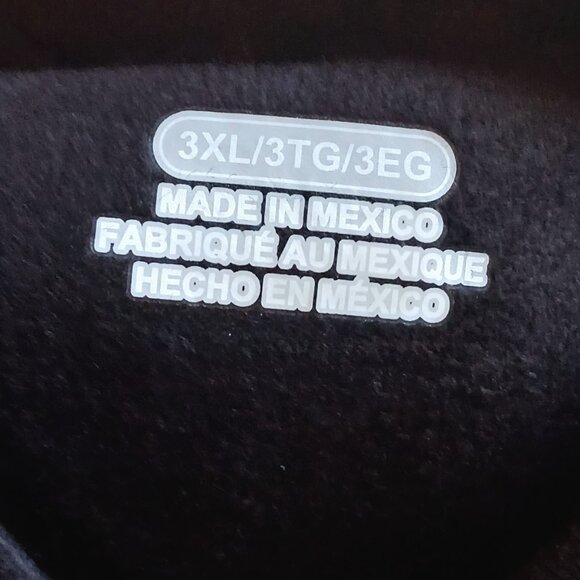 3XL/3TG/3EG
MADE IN MEXICO
FABRIQUÉ AU MEXIQUE
HECHO EN MÉXICO